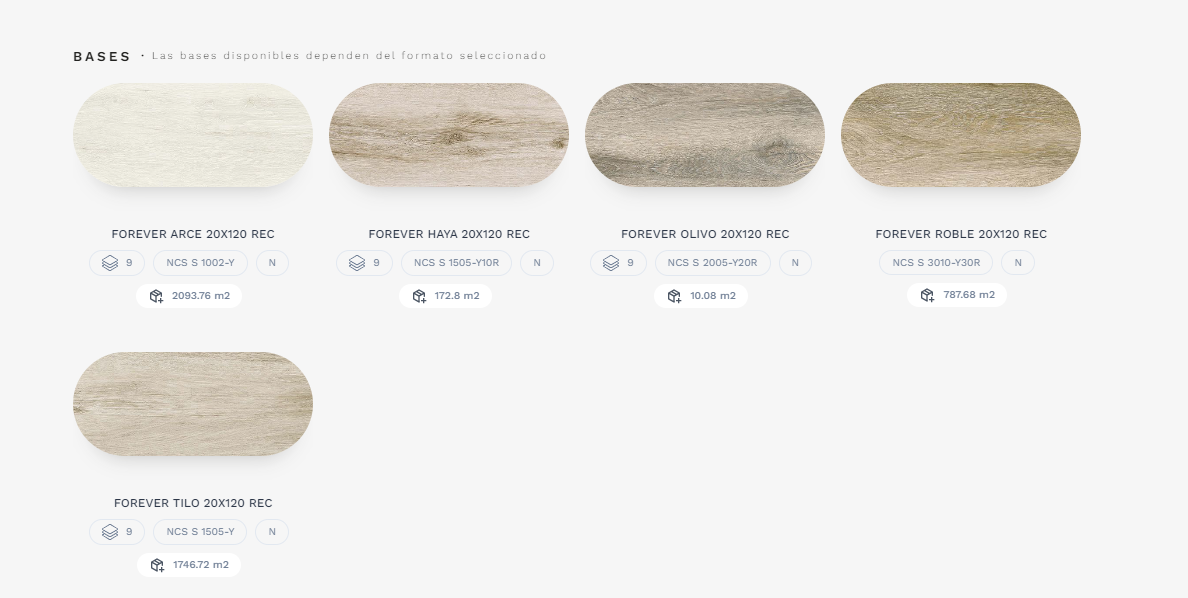 BASES · Las bases disponibles dependen del formato seleccionado
FOREVER ARCE 20X120 REC
9 NCS S 1002-Y N
2093.76 m2
FOREVER HAYA 20X120 REC
9 NCS S 1505-Y10R N
172.8 m2
FOREVER OLIVO 20X120 REC
9 NCS S 2005-Y20R N
10.08 m2
FOREVER ROBLE 20X120 REC
NCS S 3010-Y30R N
787.68 m2
FOREVER TILO 20X120 REC
9 NCS S 1505-Y N
1746.72 m2